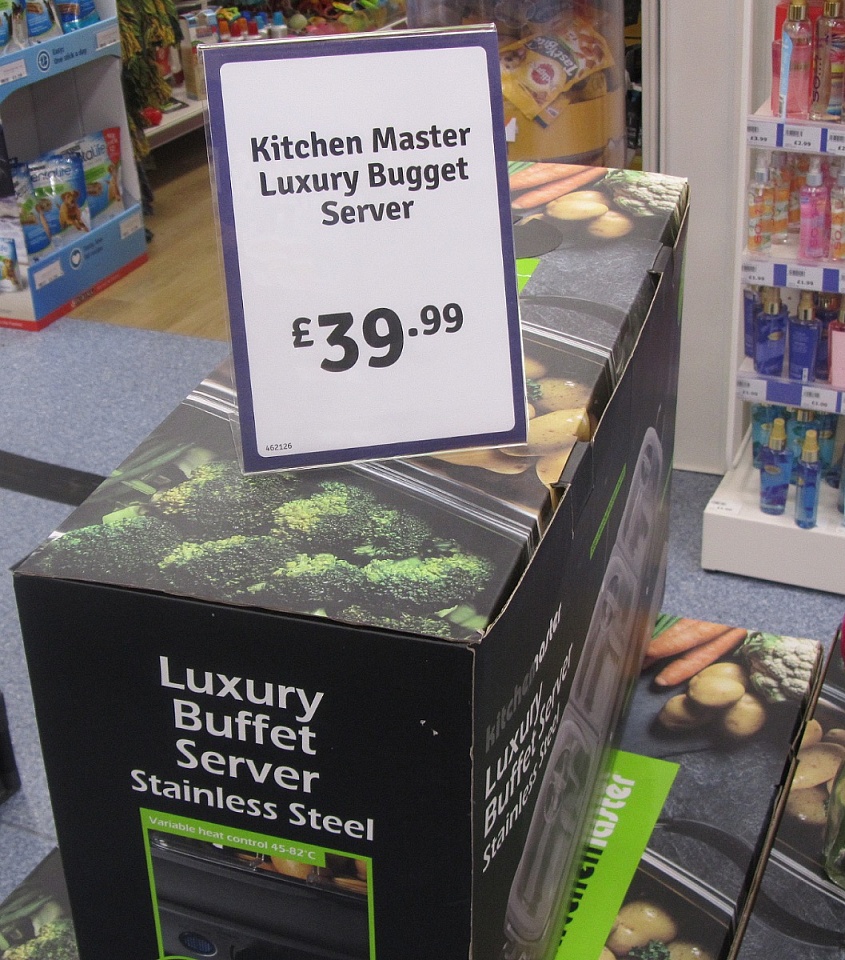 Kitchen Master
Luxury Bugget
Server
£39.99
462126
Luxury
Buffet
Server
Stainless Steel
Variable heat control 45-82°C
kitchenmaster
Luxury
Buffet Server
Stainless Steel